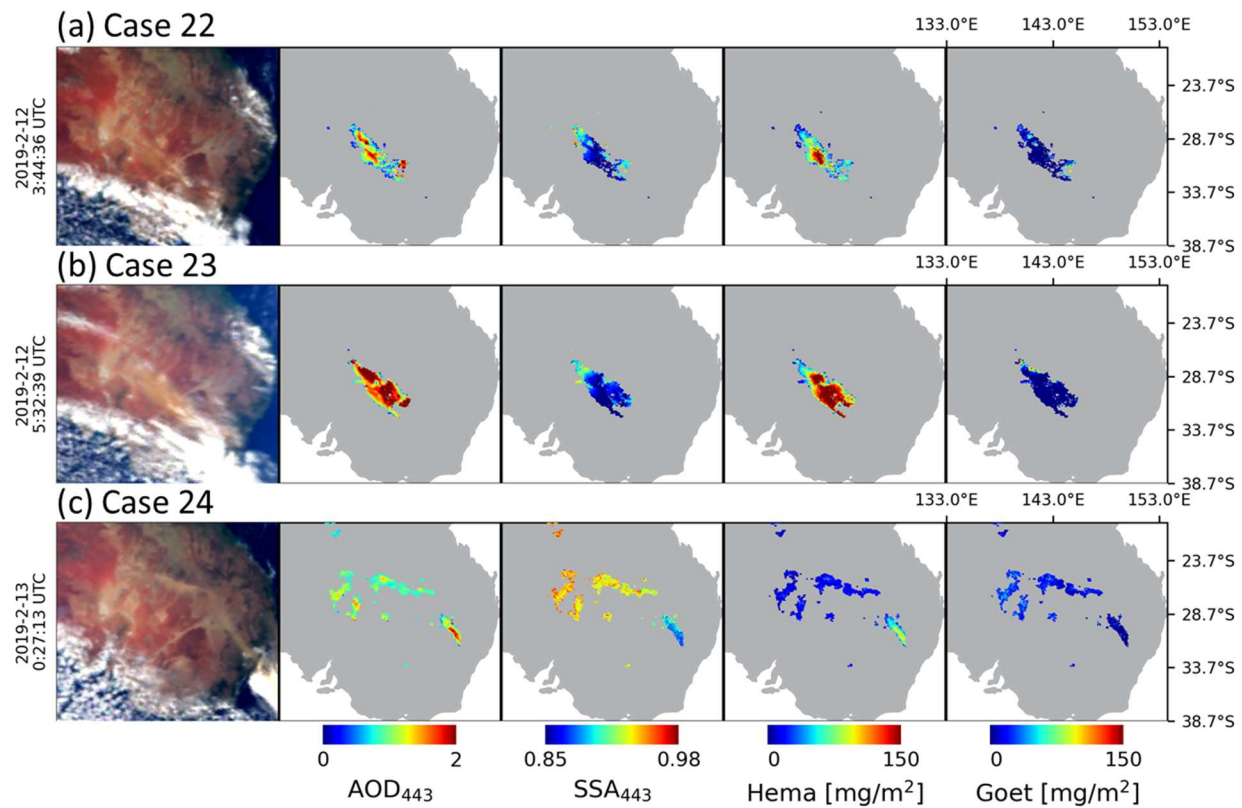 (a) Case 22
133.0°E 143.0°E 153.0°E
2019-2-12
3:44:36 UTC
23.7°S
28.7°S
33.7°S
38.7°S
(b) Case 23
133.0°E 143.0°E 153.0°E
2019-2-12
5:32:39 UTC
23.7°S
28.7°S
33.7°S
38.7°S
(c) Case 24
133.0°E 143.0°E 153.0°E
2019-2-13
0:27:13 UTC
23.7°S
28.7°S
33.7°S
38.7°S
0 2 0.85 0.98 0 150 0 150
AOD₄₄₃ SSA₄₄₃ Hema [mg/m²] Goet [mg/m²]